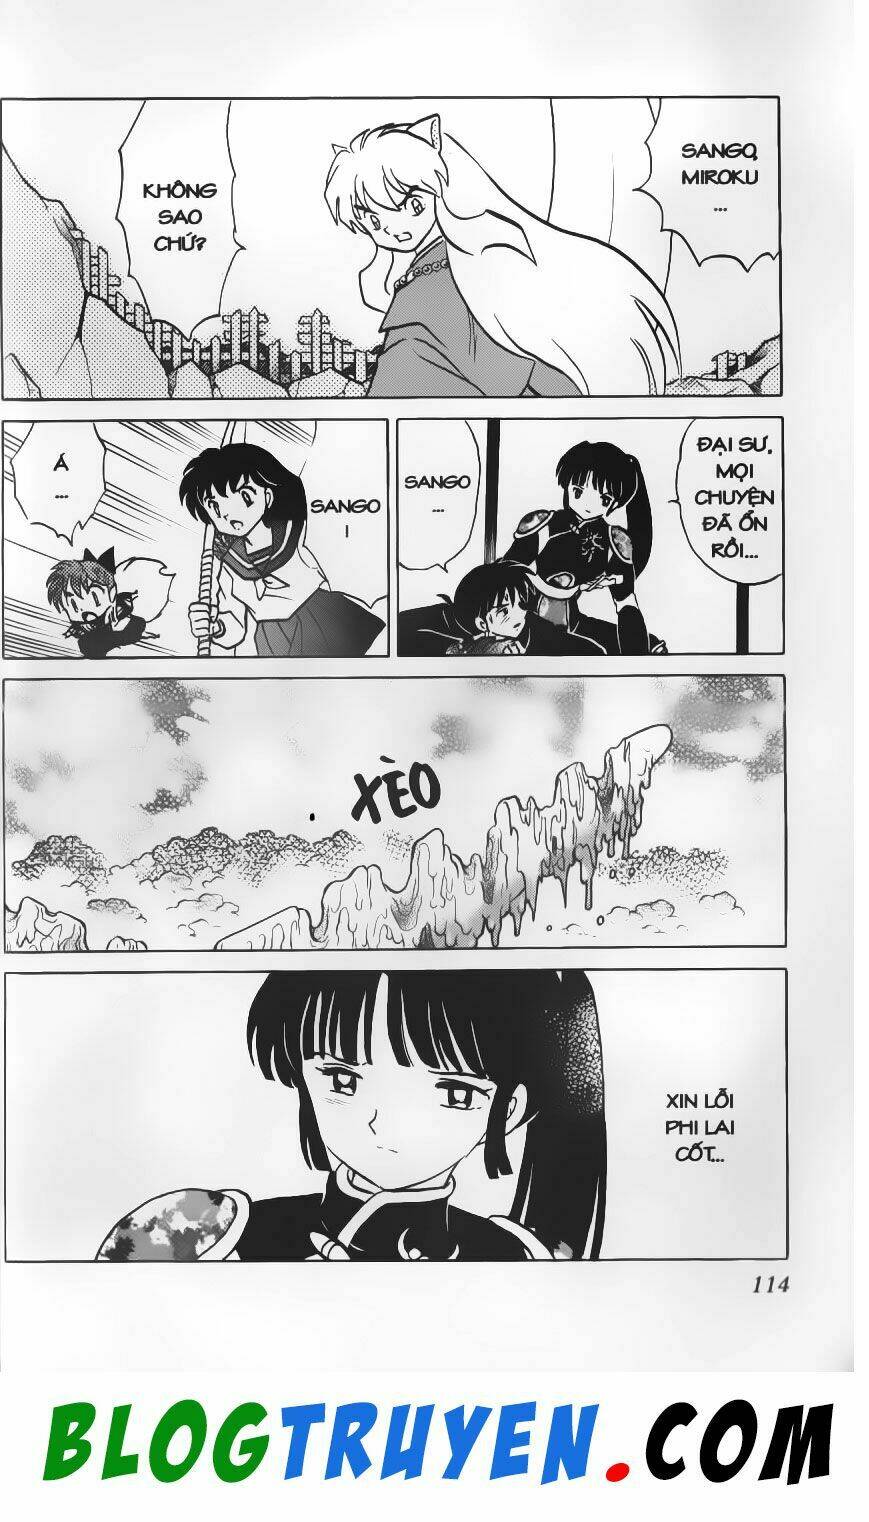 SANGO,
MIROKU
...
KHÔNG
SAO
CHỨ?
ĐẠI SƯ,
MỌI
CHUYỆN
ĐÃ ỔN
RỒI...
SANGO
...
SANGO
!
Á
...
XÈO
XIN LỖI
PHI LAI
CỐT...
114
BLOGTRUYEN.COM